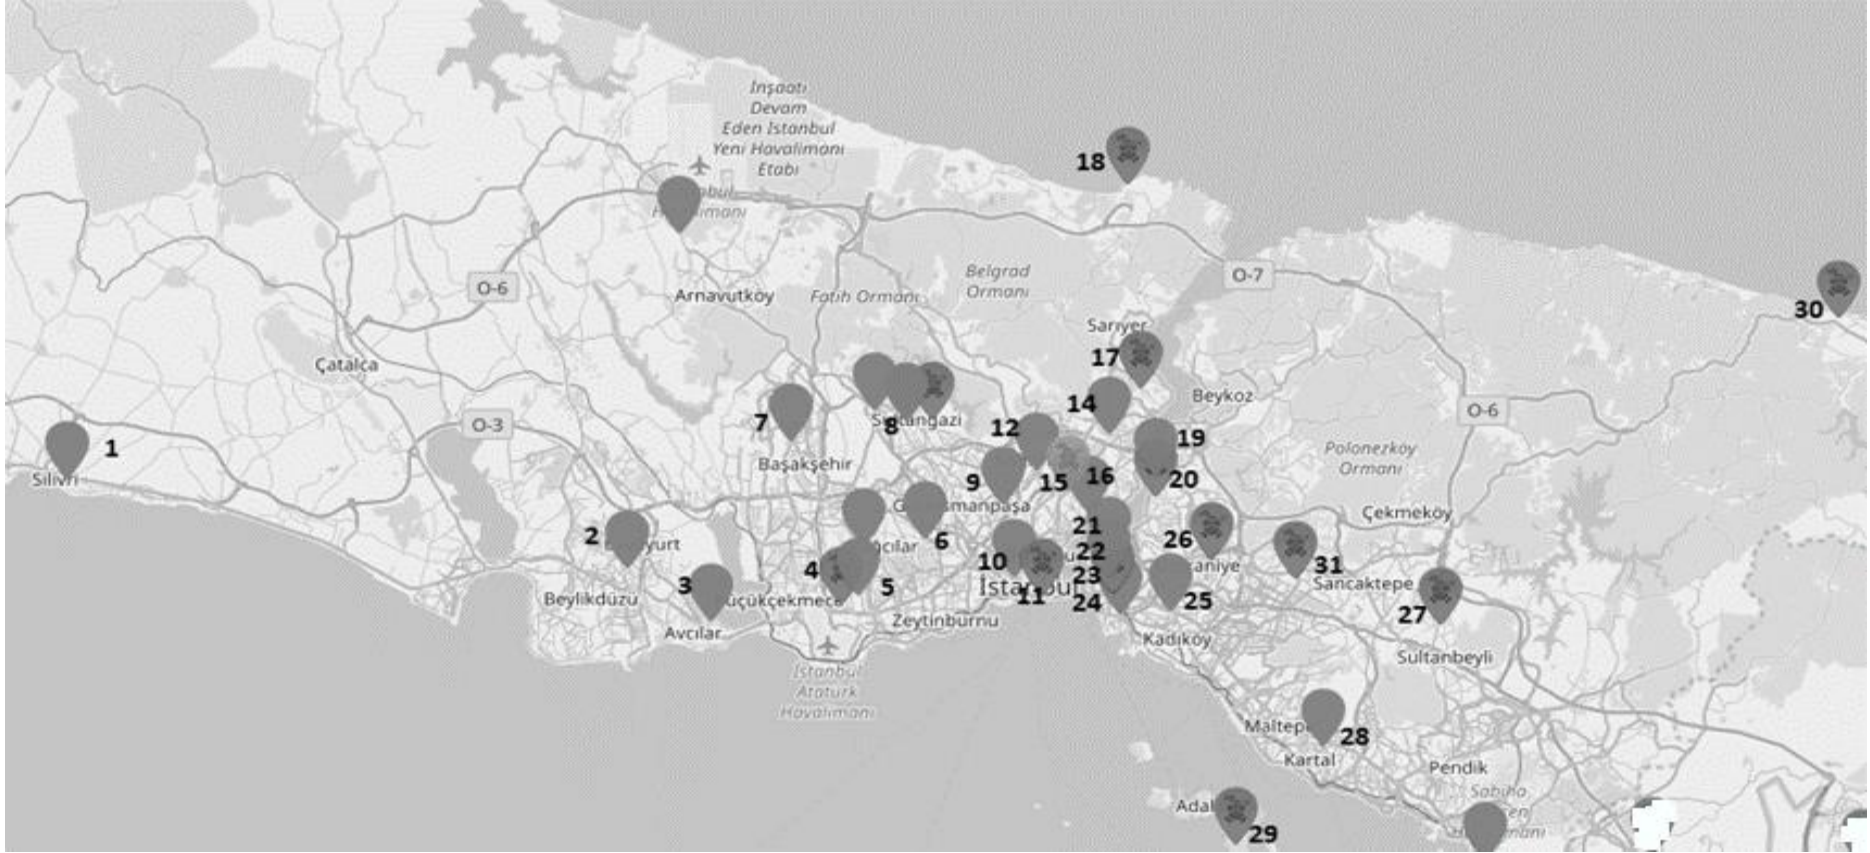 İnşaatı
Devam
Eden İstanbul
Yeni Havalimanı
Etabı
18
O-6
Arnavutköy
Fatih Ormanı
Belgrad
Ormanı
O-7
30
Sarıyer
17
Çatalca
Beykoz
14
O-6
7
8
12
19
O-3
1
Silivri
Başakşehir
9
15
16
20
Polonezköy
Ormanı
2
6
21
26
Çekmeköy
4
10
22
31
3
5
11
23
24
25
Sancaktepe
27
Beylikdüzü
Avcılar
Zeytinburnu
Kadıköy
Sultanbeyli
İstanbul
Atatürk
Havalimanı
28
Kartal
Pendik
Sabiha
29